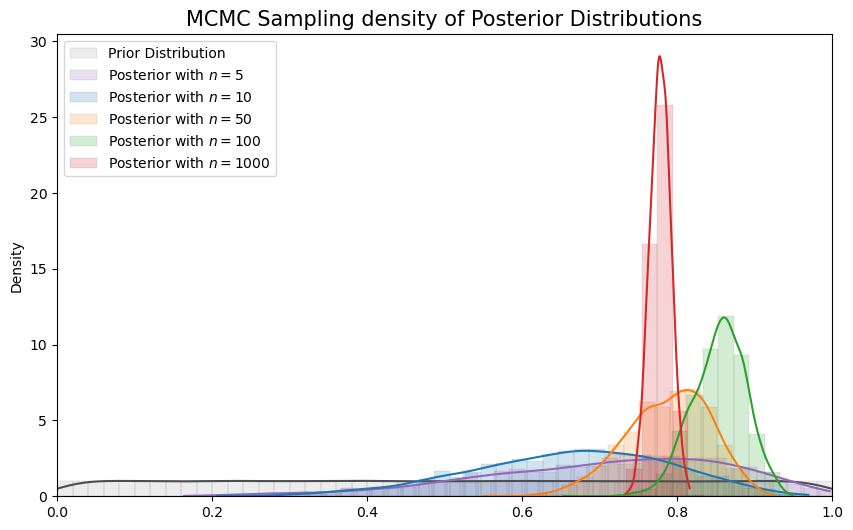 MCMC Sampling density of Posterior Distributions
30
25
20
15
10
5
0
Density
Prior Distribution
Posterior with n = 5
Posterior with n = 10
Posterior with n = 50
Posterior with n = 100
Posterior with n = 1000
0.0 0.2 0.4 0.6 0.8 1.0